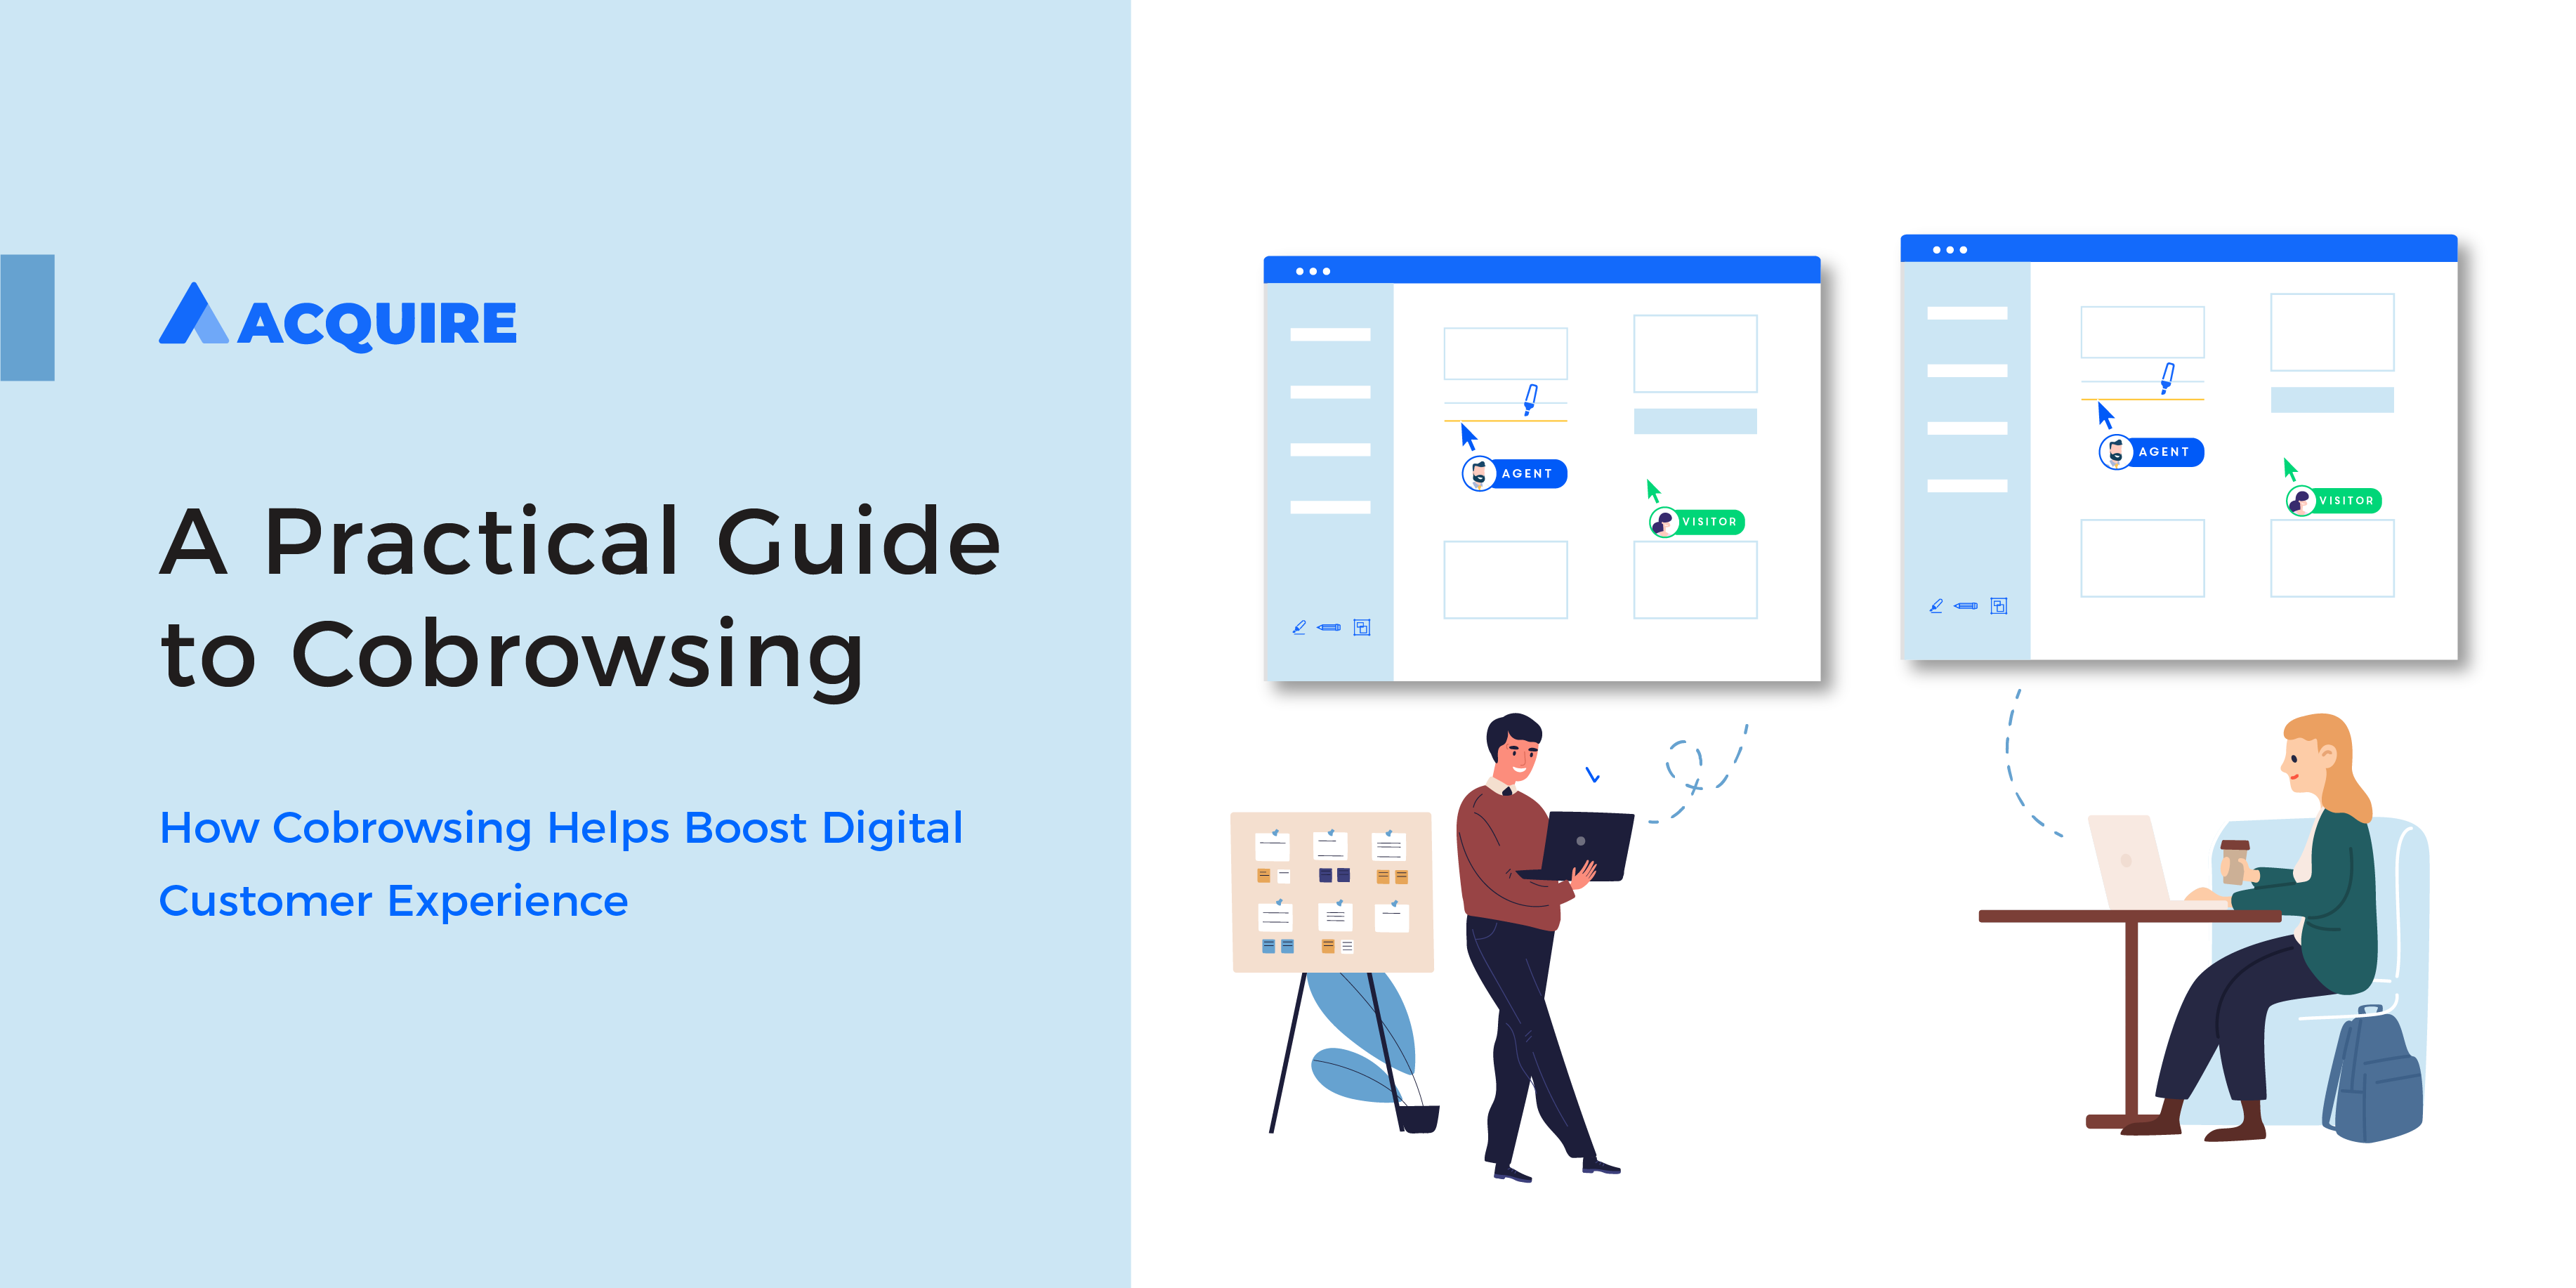 ACQUIRE
A Practical Guide
to Cobrowsing
How Cobrowsing Helps Boost Digital
Customer Experience
AGENT
VISITOR
AGENT
VISITOR